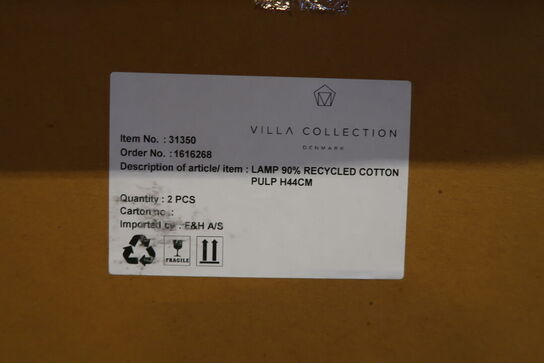 VILLA COLLECTION
DENMARK
Item No. : 31350
Order No. : 1616268
Description of article/ item : LAMP 90% RECYCLED COTTON
PULP H44CM
Quantity : 2 PCS
Carton no :
Imported by : F&H A/S
FRAGILE